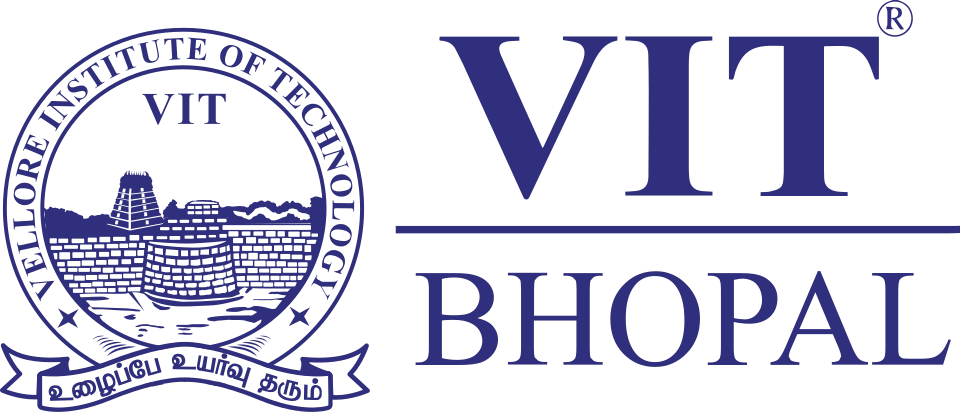 VELLORE INSTITUTE OF TECHNOLOGY
VIT
உழைப்பே உயர்வு தரும்
VIT®
BHOPAL